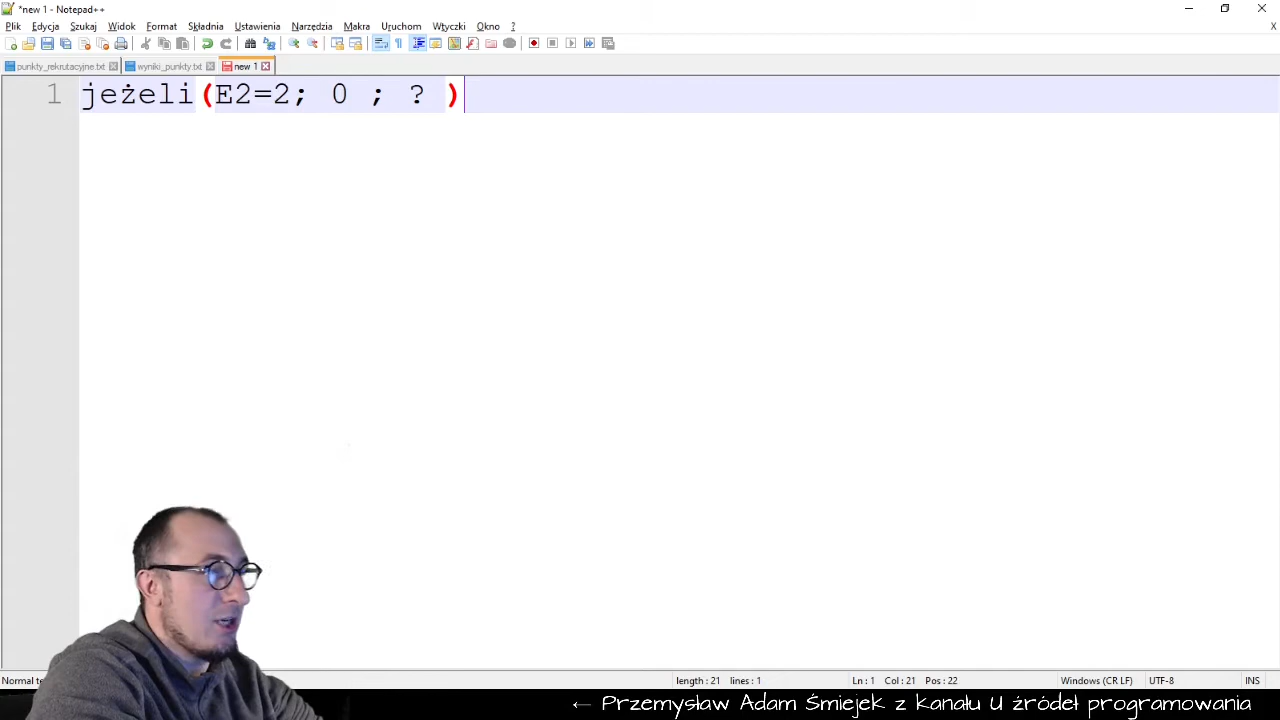 *new 1 - Notepad++
Plik Edycja Szukaj Widok Format Składnia Ustawienia Narzędzia Makra Uruchom Wtyczki Okno ?
X
punkty_rekrutacyjne.txt wyniki_punkty.txt new 1
1 jeżeli(E2=2; 0 ; ? )
Normal te length : 21 lines : 1 Ln : 1 Col : 21 Pos : 22 Windows (CR LF) UTF-8 INS
← Przemysław Adam Śmiejek z kanału U źródeł programowania